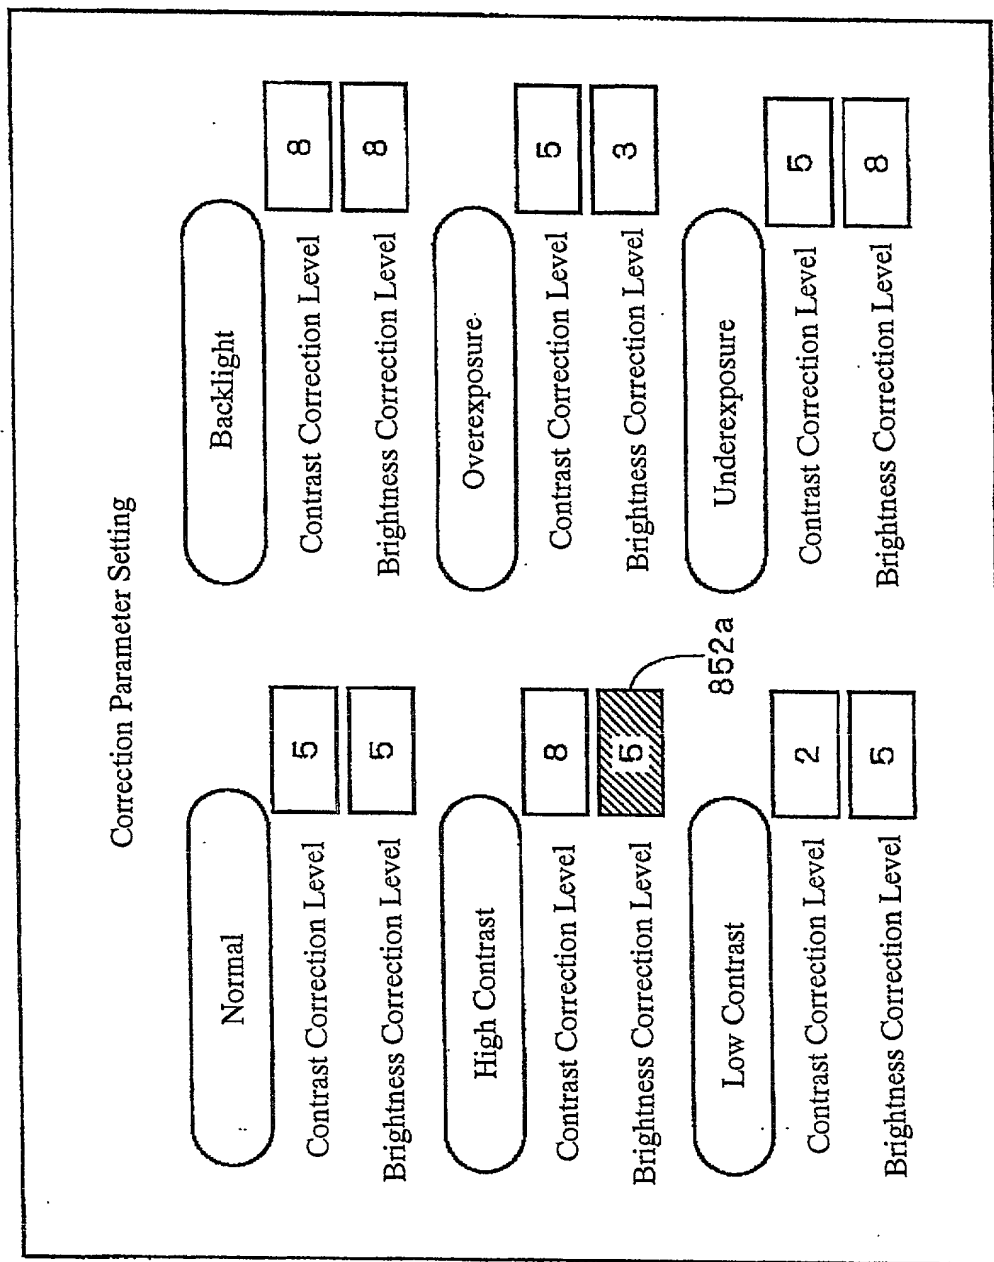 Correction Parameter Setting
Normal
Contrast Correction Level 5
Brightness Correction Level 5
High Contrast
Contrast Correction Level 8
Brightness Correction Level 5
852a
Low Contrast
Contrast Correction Level 2
Brightness Correction Level 5
Backlight
Contrast Correction Level 8
Brightness Correction Level 8
Overexposure
Contrast Correction Level 5
Brightness Correction Level 3
Underexposure
Contrast Correction Level 5
Brightness Correction Level 8